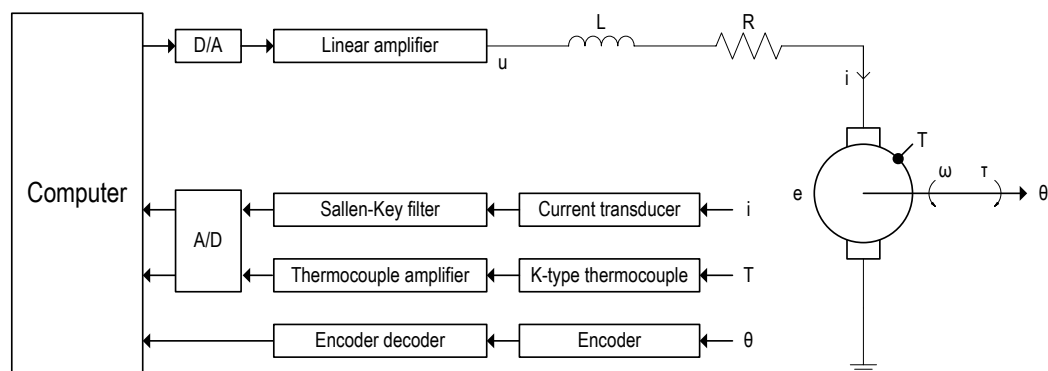 L
R
D/A
Linear amplifier
u
i
T
Computer
ω
τ
e
θ
Sallen-Key filter
Current transducer
i
A/D
Thermocouple amplifier
K-type thermocouple
T
Encoder decoder
Encoder
θ